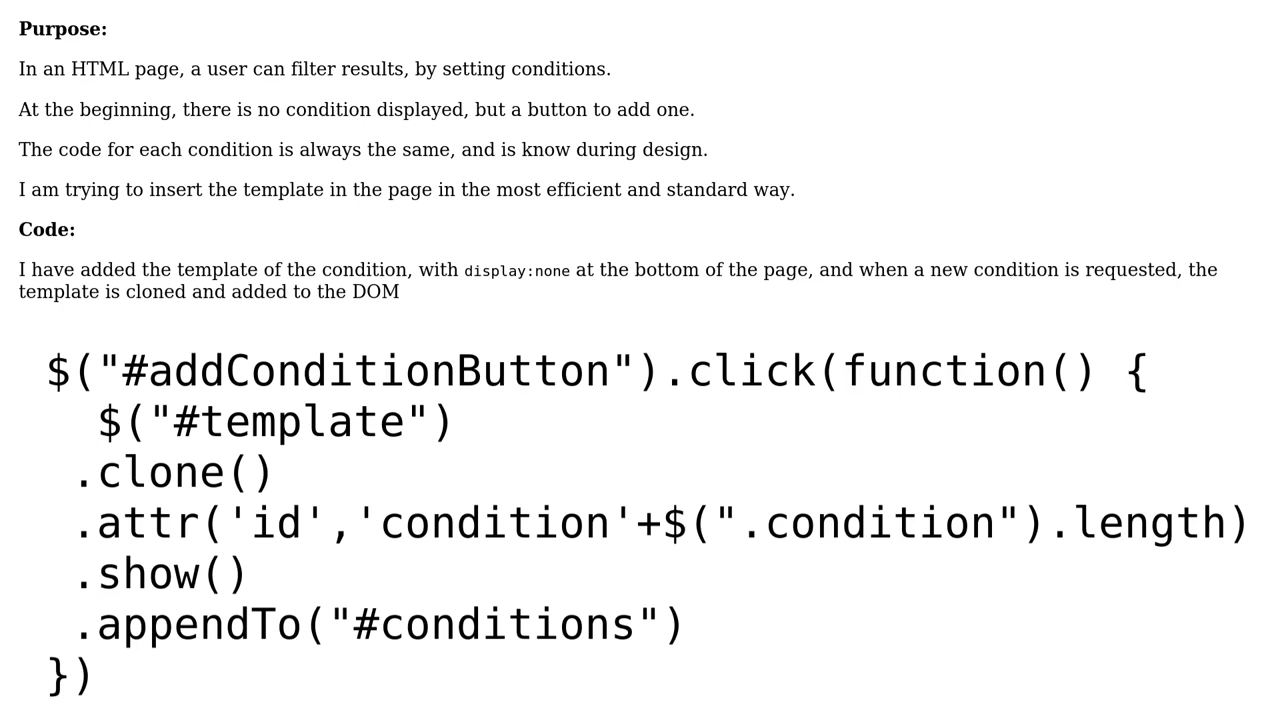 Purpose:
In an HTML page, a user can filter results, by setting conditions.
At the beginning, there is no condition displayed, but a button to add one.
The code for each condition is always the same, and is know during design.
I am trying to insert the template in the page in the most efficient and standard way.
Code:
I have added the template of the condition, with display:none at the bottom of the page, and when a new condition is requested, the
template is cloned and added to the DOM
$("#addConditionButton").click(function() {
  $("#template")
 .clone()
 .attr('id','condition'+$(".condition").length)
 .show()
 .appendTo("#conditions")
})